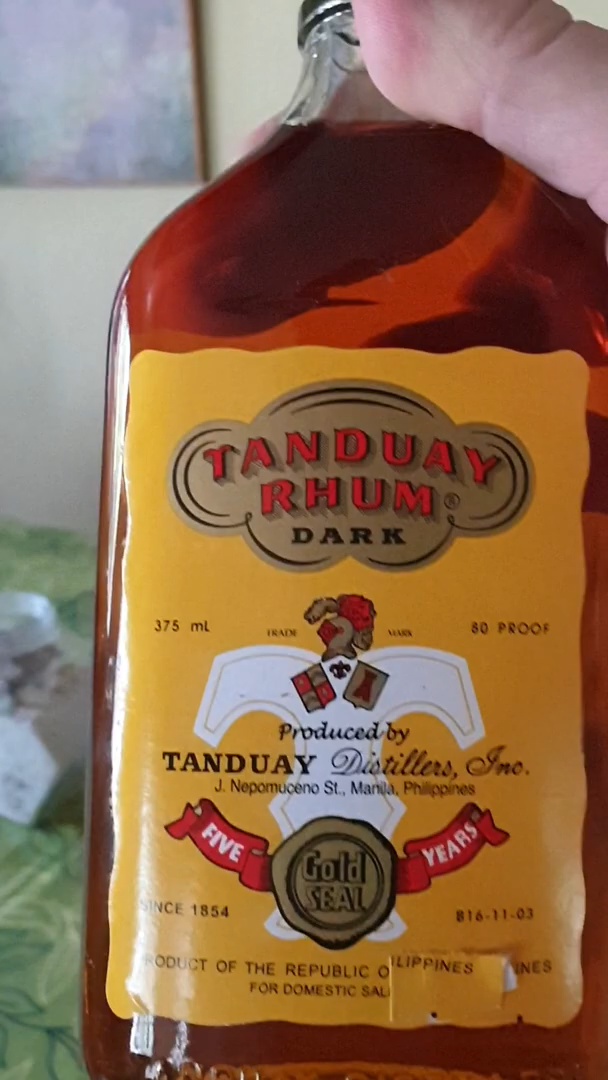 TANDUAY
RHUM®
DARK
375 mL
TRADE MARK
80 PROOF
Produced by
TANDUAY Distillers, Inc.
J. Nepomuceno St., Manila, Philippines
FIVE YEARS
Gold
SEAL
SINCE 1854
B16-11-03
PRODUCT OF THE REPUBLIC O ILIPPINES INES
FOR DOMESTIC SAL